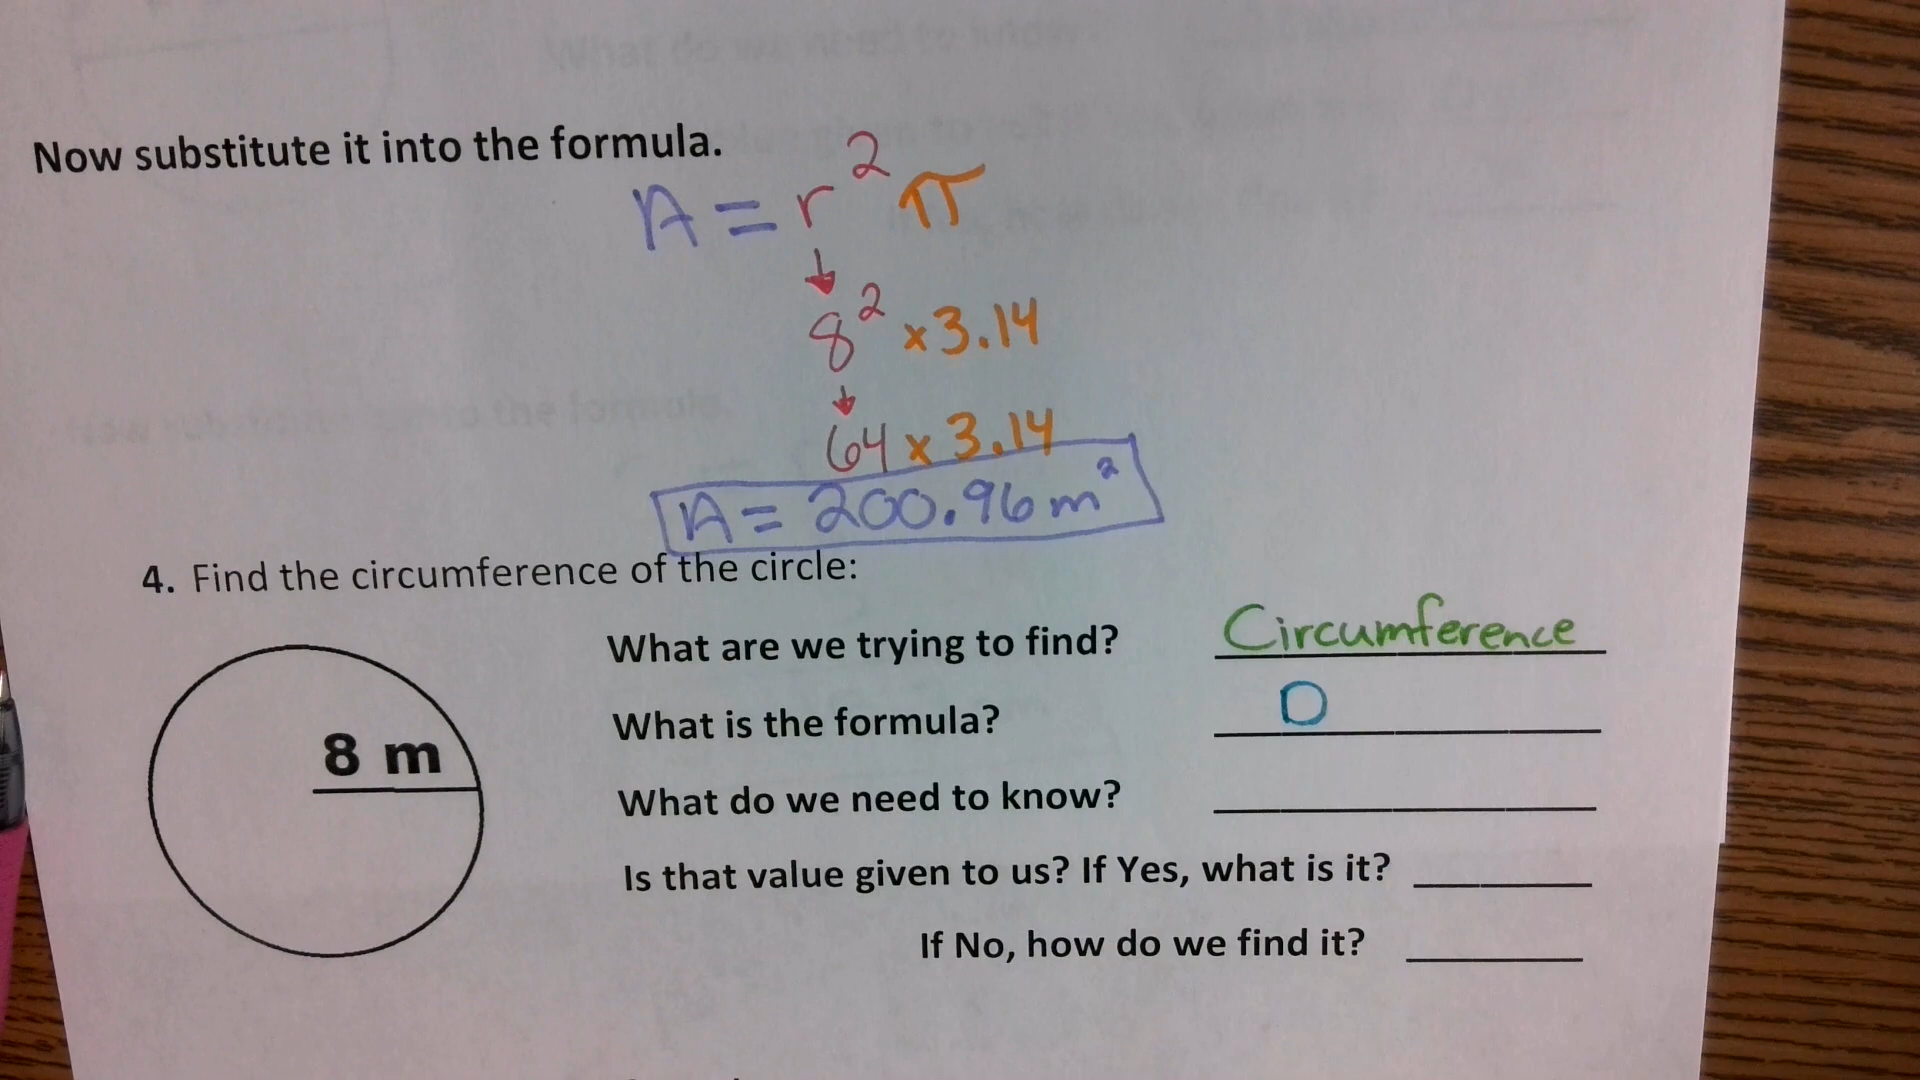 Now substitute it into the formula.
A = r² π
8² x 3.14
64 x 3.14
A = 200.96 m²
4. Find the circumference of the circle:
What are we trying to find? Circumference
What is the formula? D
8 m
What do we need to know?
Is that value given to us? If Yes, what is it?
If No, how do we find it?